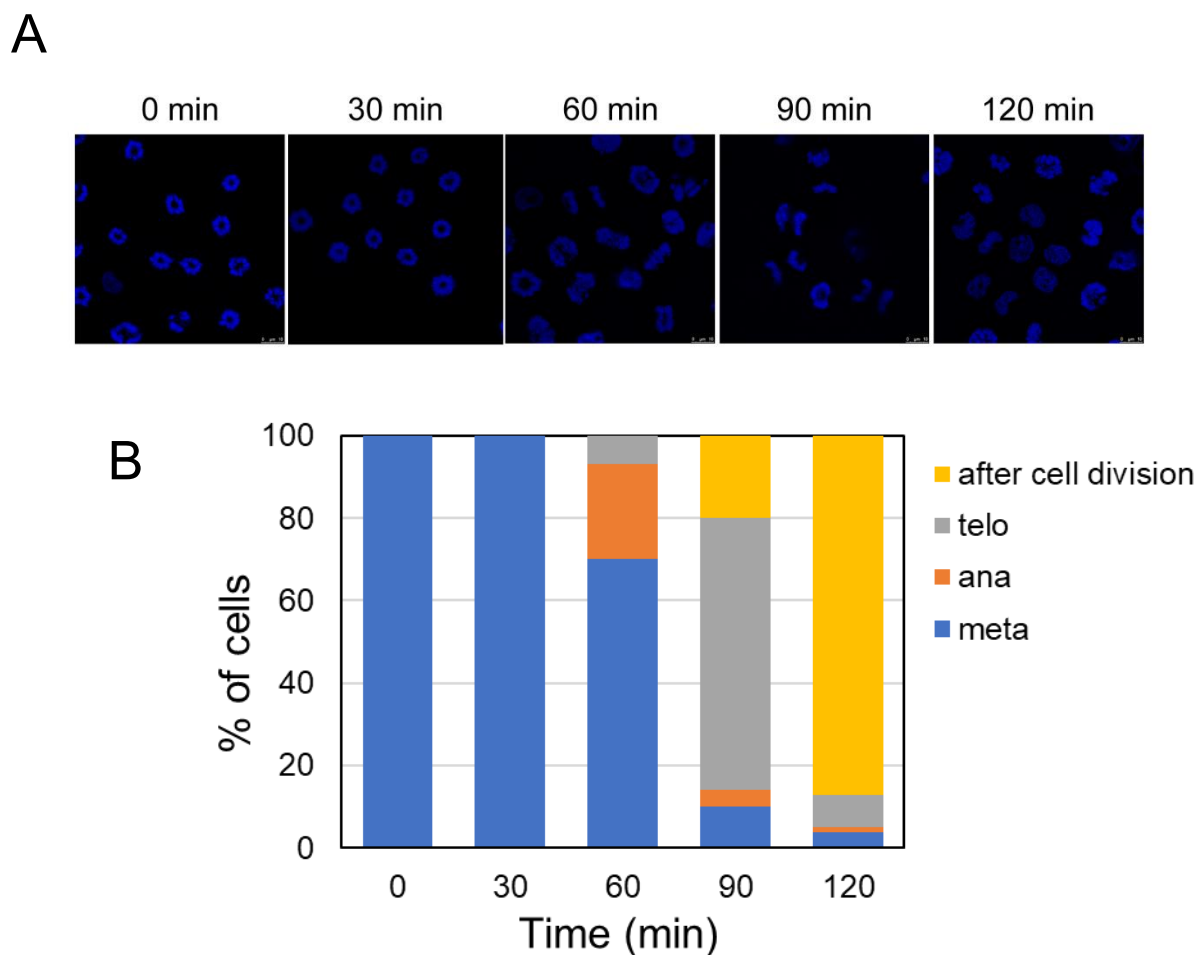 A
0 min 30 min 60 min 90 min 120 min
B
100
80
60
40
20
0
% of cells
0 30 60 90 120
Time (min)
after cell division
telo
ana
meta